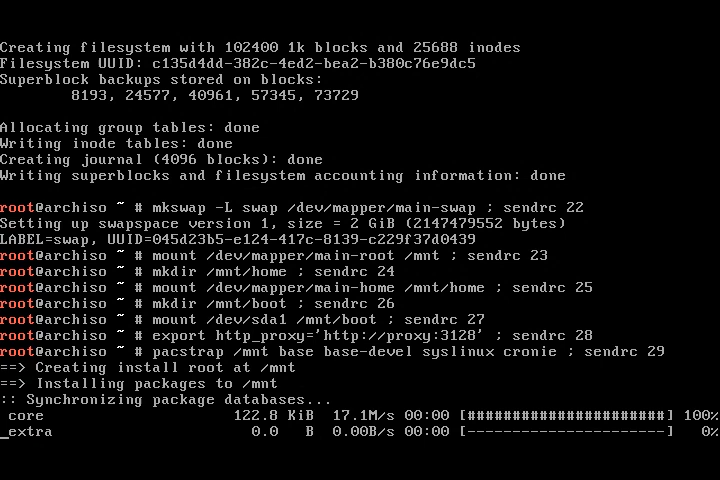 Creating filesystem with 102400 1k blocks and 25688 inodes
Filesystem UUID: c135d4dd-382c-4ed2-bea2-b380c76e9dc5
Superblock backups stored on blocks:
        8193, 24577, 40961, 57345, 73729

Allocating group tables: done
Writing inode tables: done
Creating journal (4096 blocks): done
Writing superblocks and filesystem accounting information: done

root@archiso ~ # mkswap -L swap /dev/mapper/main-swap ; sendrc 22
Setting up swapspace version 1, size = 2 GiB (2147479552 bytes)
LABEL=swap, UUID=045d23b5-e124-417c-8139-c229f37d0439
root@archiso ~ # mount /dev/mapper/main-root /mnt ; sendrc 23
root@archiso ~ # mkdir /mnt/home ; sendrc 24
root@archiso ~ # mount /dev/mapper/main-home /mnt/home ; sendrc 25
root@archiso ~ # mkdir /mnt/boot ; sendrc 26
root@archiso ~ # mount /dev/sda1 /mnt/boot ; sendrc 27
root@archiso ~ # export http_proxy='http://proxy:3128' ; sendrc 28
root@archiso ~ # pacstrap /mnt base base-devel syslinux cronie ; sendrc 29
==> Creating install root at /mnt
==> Installing packages to /mnt
:: Synchronizing package databases...
 core                        122.8 KiB  17.1M/s 00:00 [######################] 100%
_extra                         0.0   B  0.00B/s 00:00 [----------------------]   0%